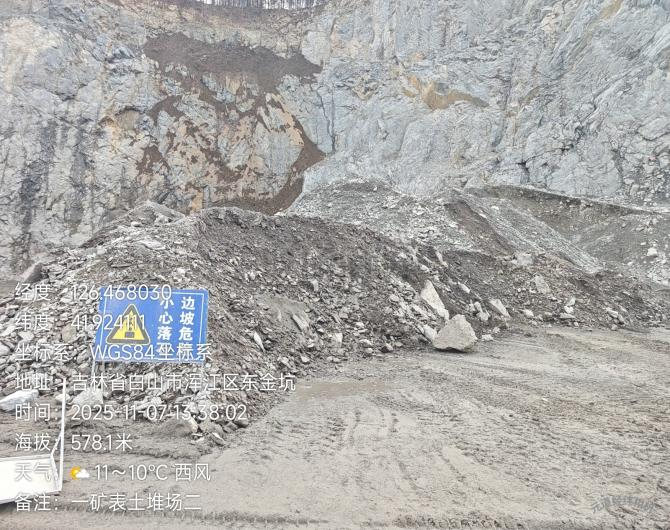 边坡危
小心落
经度：126.468030
纬度：41.924111
坐标系：WGS84坐标系
地址：吉林省白山市浑江区东金坑
时间：2025-11-07 13:38:02
海拔：578.1米
天气：11～10℃ 西风
备注：一矿表土堆场二